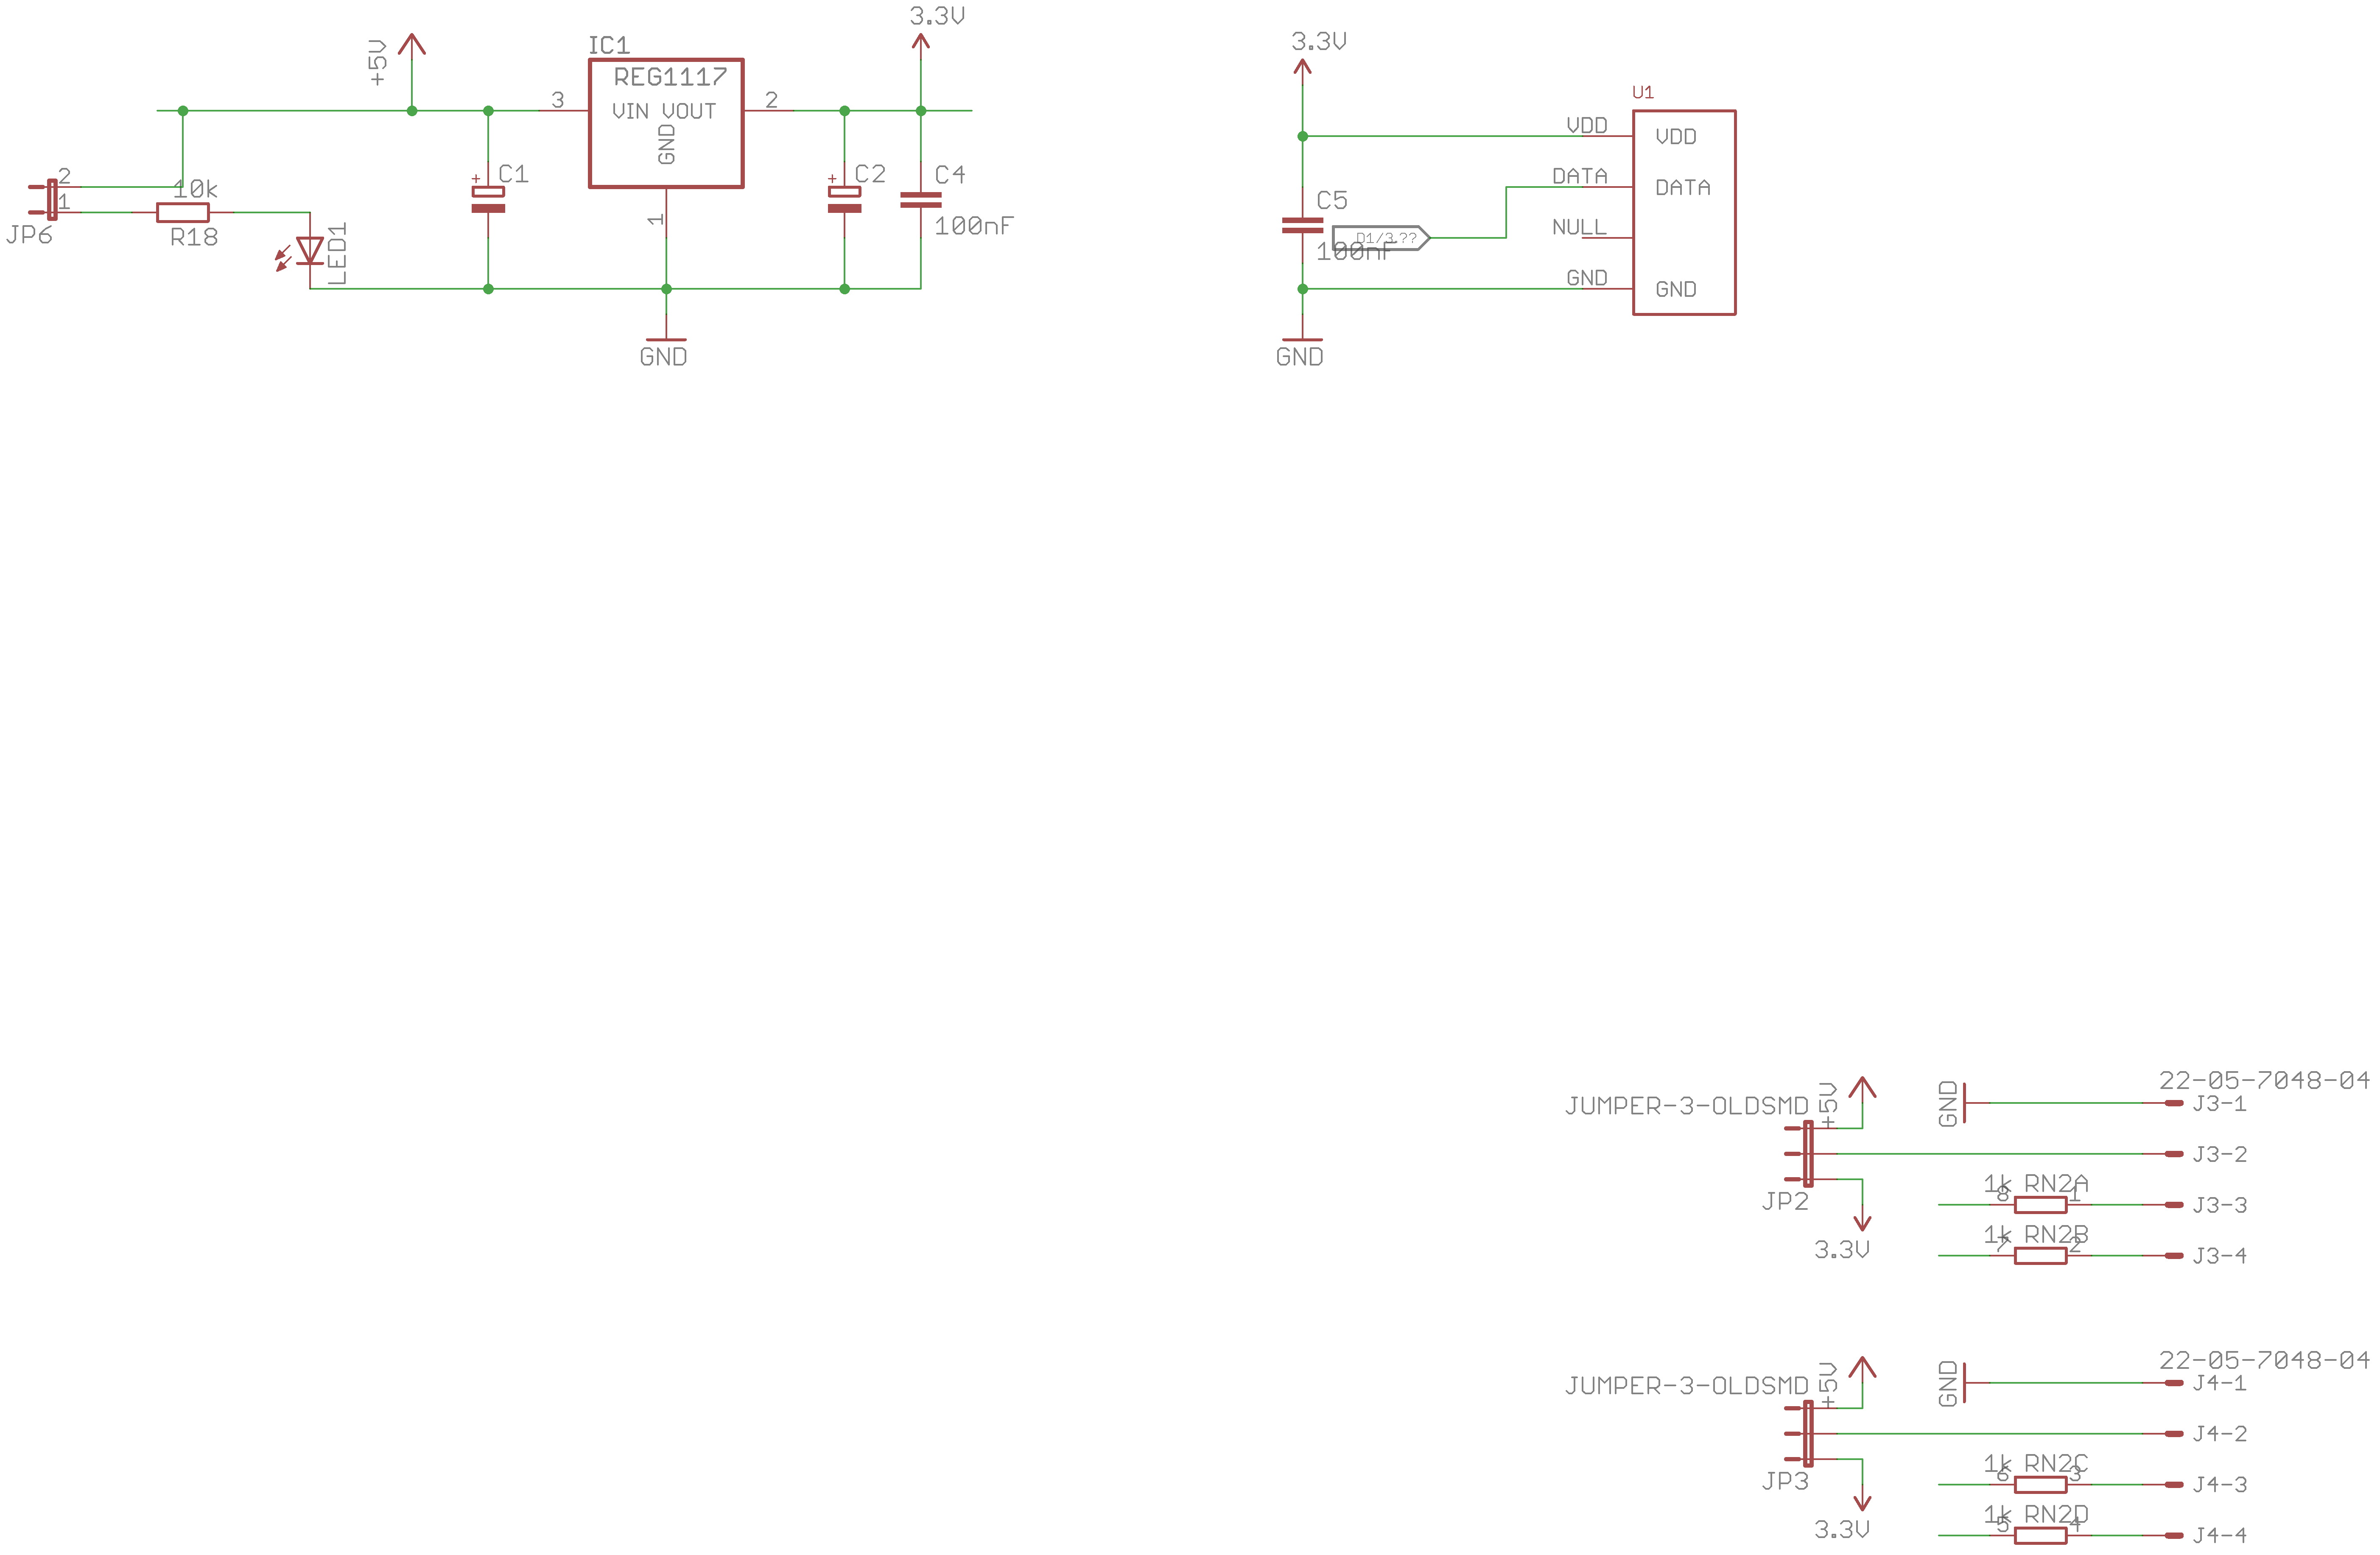 3.3V
+5V
IC1
REG1117
3
VIN VOUT
2
GND
C1
+
C2
+
C4
100nF
1
2
1
JP6
10k
R18
LED1
GND
3.3V
U1
VDD
VDD
DATA
DATA
C5
100nF
D1/3.??
NULL
GND
GND
GND
JUMPER-3-OLDSMD
+5V
JP2
3.3V
GND
22-05-7048-04
J3-1
J3-2
1k RN2A
8
1
J3-3
1k RN2B
7
2
J3-4
JUMPER-3-OLDSMD
+5V
JP3
3.3V
GND
22-05-7048-04
J4-1
J4-2
1k RN2C
6
3
J4-3
1k RN2D
5
4
J4-4